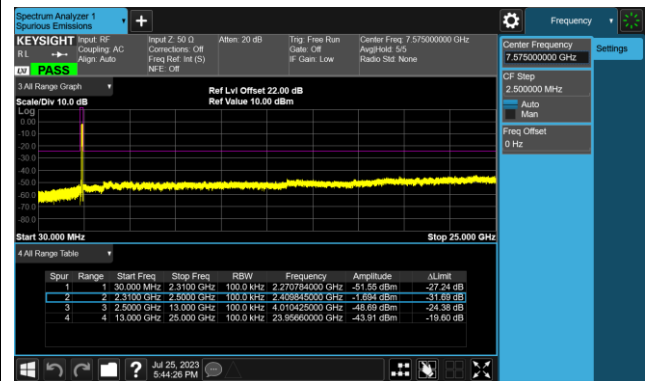 Spectrum Analyzer 1
Spurious Emissions
Frequency
KEYSIGHT Input: RF Input Z: 50 Ω Atten: 20 dB Trig: Free Run Center Freq: 7.575000000 GHz
RL Coupling: AC Corrections: Off Gate: Off Avg|Hold: 5/5
Align: Auto Freq Ref: Int (S) IF Gain: Low Radio Std: None
NFE: Off
LXI PASS
Center Frequency
7.575000000 GHz
Settings
CF Step
2.500000 MHz
Auto
Man
Freq Offset
0 Hz
3 All Range Graph
Ref Lvl Offset 22.00 dB
Scale/Div 10.0 dB Ref Value 10.00 dBm
Log
0.00
-10.0
-20.0
-30.0
-40.0
-50.0
-60.0
-70.0
-80.0
Start 30.000 MHz Stop 25.000 GHz
4 All Range Table
Spur Range Start Freq Stop Freq RBW Frequency Amplitude ΔLimit
1 1 30.000 MHz 2.3100 GHz 100.0 kHz 2.270784000 GHz -51.55 dBm -27.24 dB
2 2 2.3100 GHz 2.5000 GHz 100.0 kHz 2.409845000 GHz -1.694 dBm -31.69 dB
3 3 2.5000 GHz 13.000 GHz 100.0 kHz 4.010425000 GHz -48.69 dBm -24.38 dB
4 4 13.000 GHz 25.000 GHz 100.0 kHz 23.95660000 GHz -43.91 dBm -19.60 dB
Jul 25, 2023
5:44:26 PM